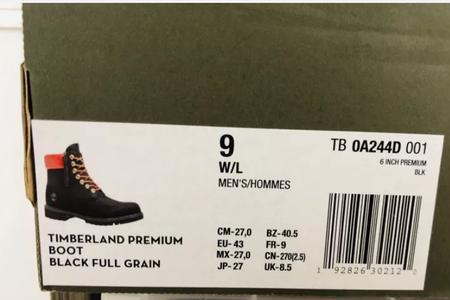 9
W/L
MEN'S/HOMMES
TB 0A244D 001
6 INCH PREMIUM
BLK
TIMBERLAND PREMIUM
BOOT
BLACK FULL GRAIN
CM-27,0 BZ-40.5
EU- 43 FR-9
MX-27,0 CN-270(2.5)
JP- 27 UK-8.5
1 92826 30212 0